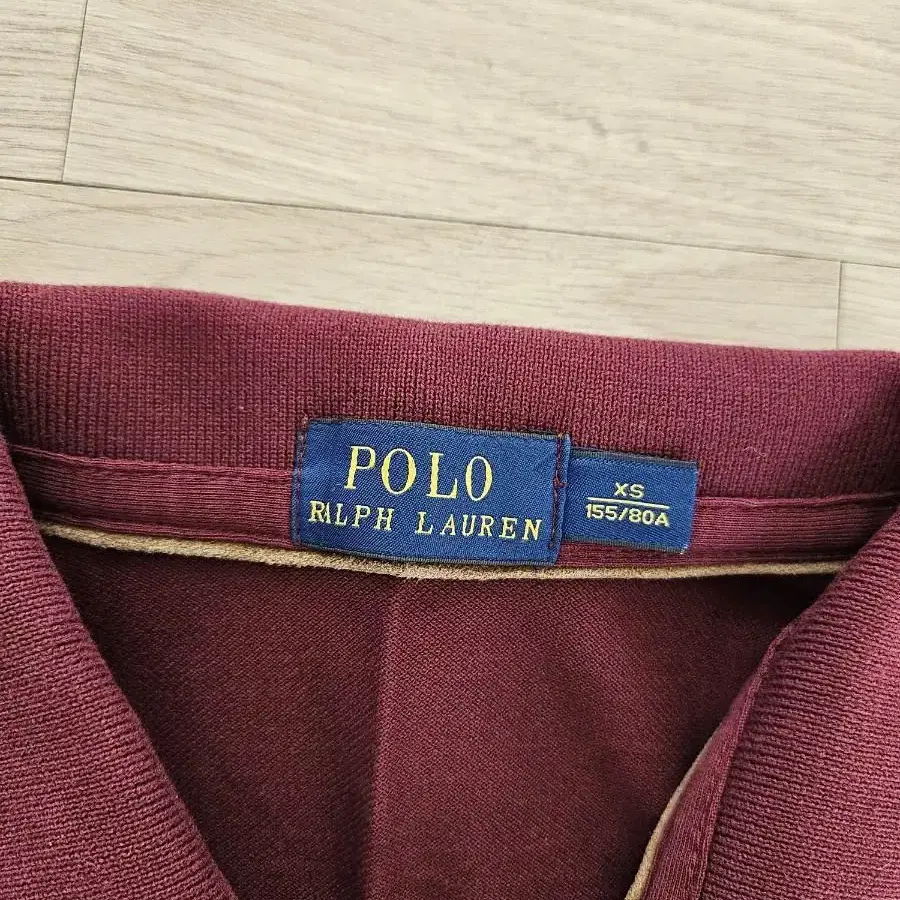 POLO
RALPH LAUREN
XS
155/80A